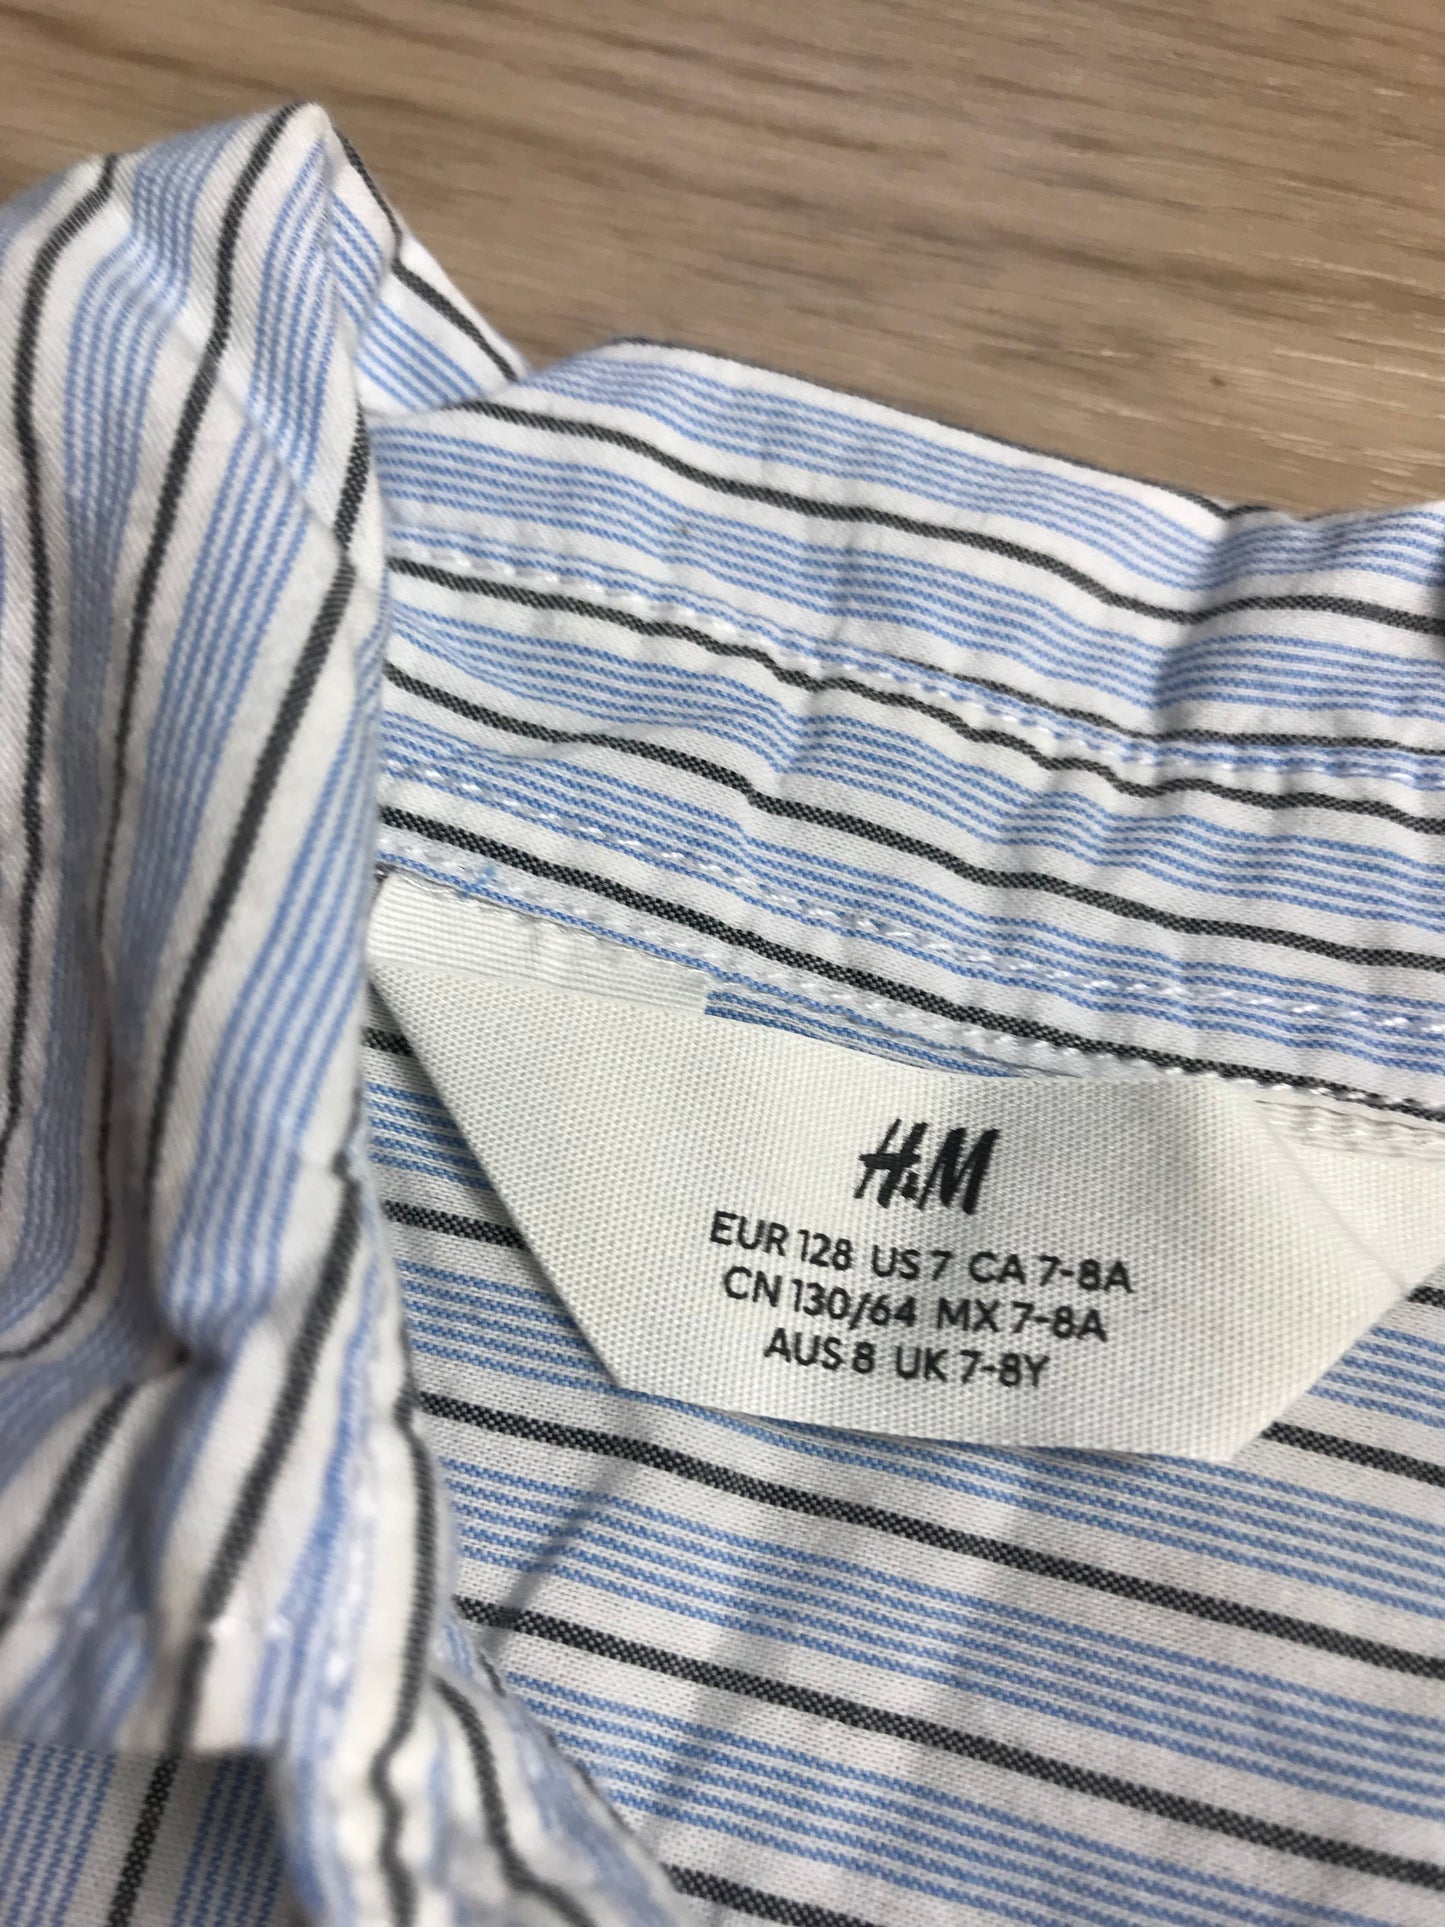 H&M
EUR 128 US 7 CA 7-8A
CN 130/64 MX 7-8A
AUS 8 UK 7-8Y